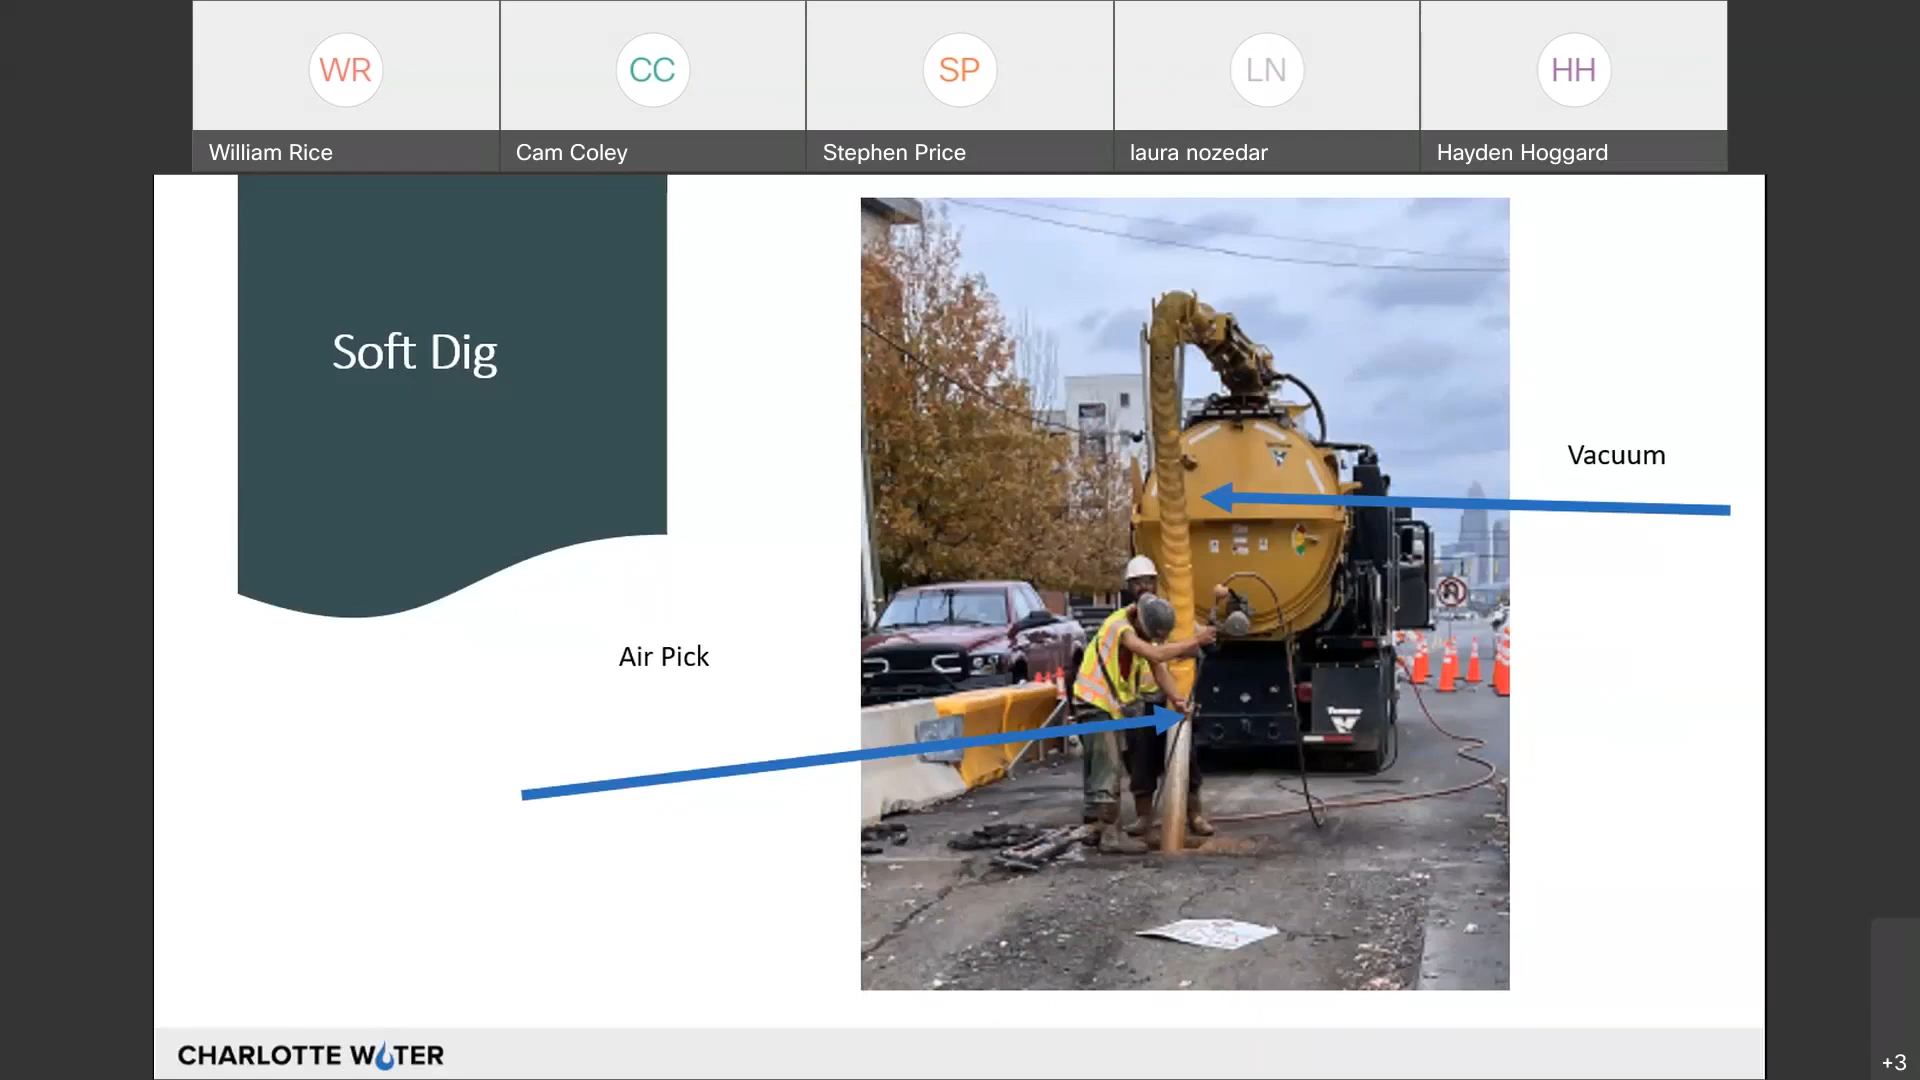 WR
CC
SP
LN
HH
William Rice
Cam Coley
Stephen Price
laura nozedar
Hayden Hoggard
Soft Dig
Vacuum
Air Pick
CHARLOTTE WATER
+3